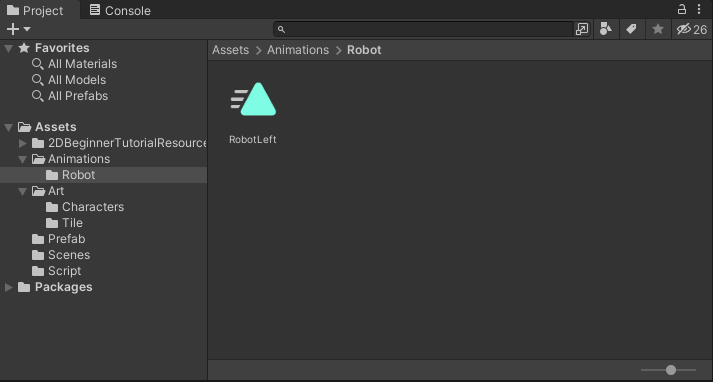 Project
Console
26
Favorites
All Materials
All Models
All Prefabs
Assets
2DBeginnerTutorialResource
Animations
Robot
Art
Characters
Tile
Prefab
Scenes
Script
Packages
Assets > Animations > Robot
RobotLeft